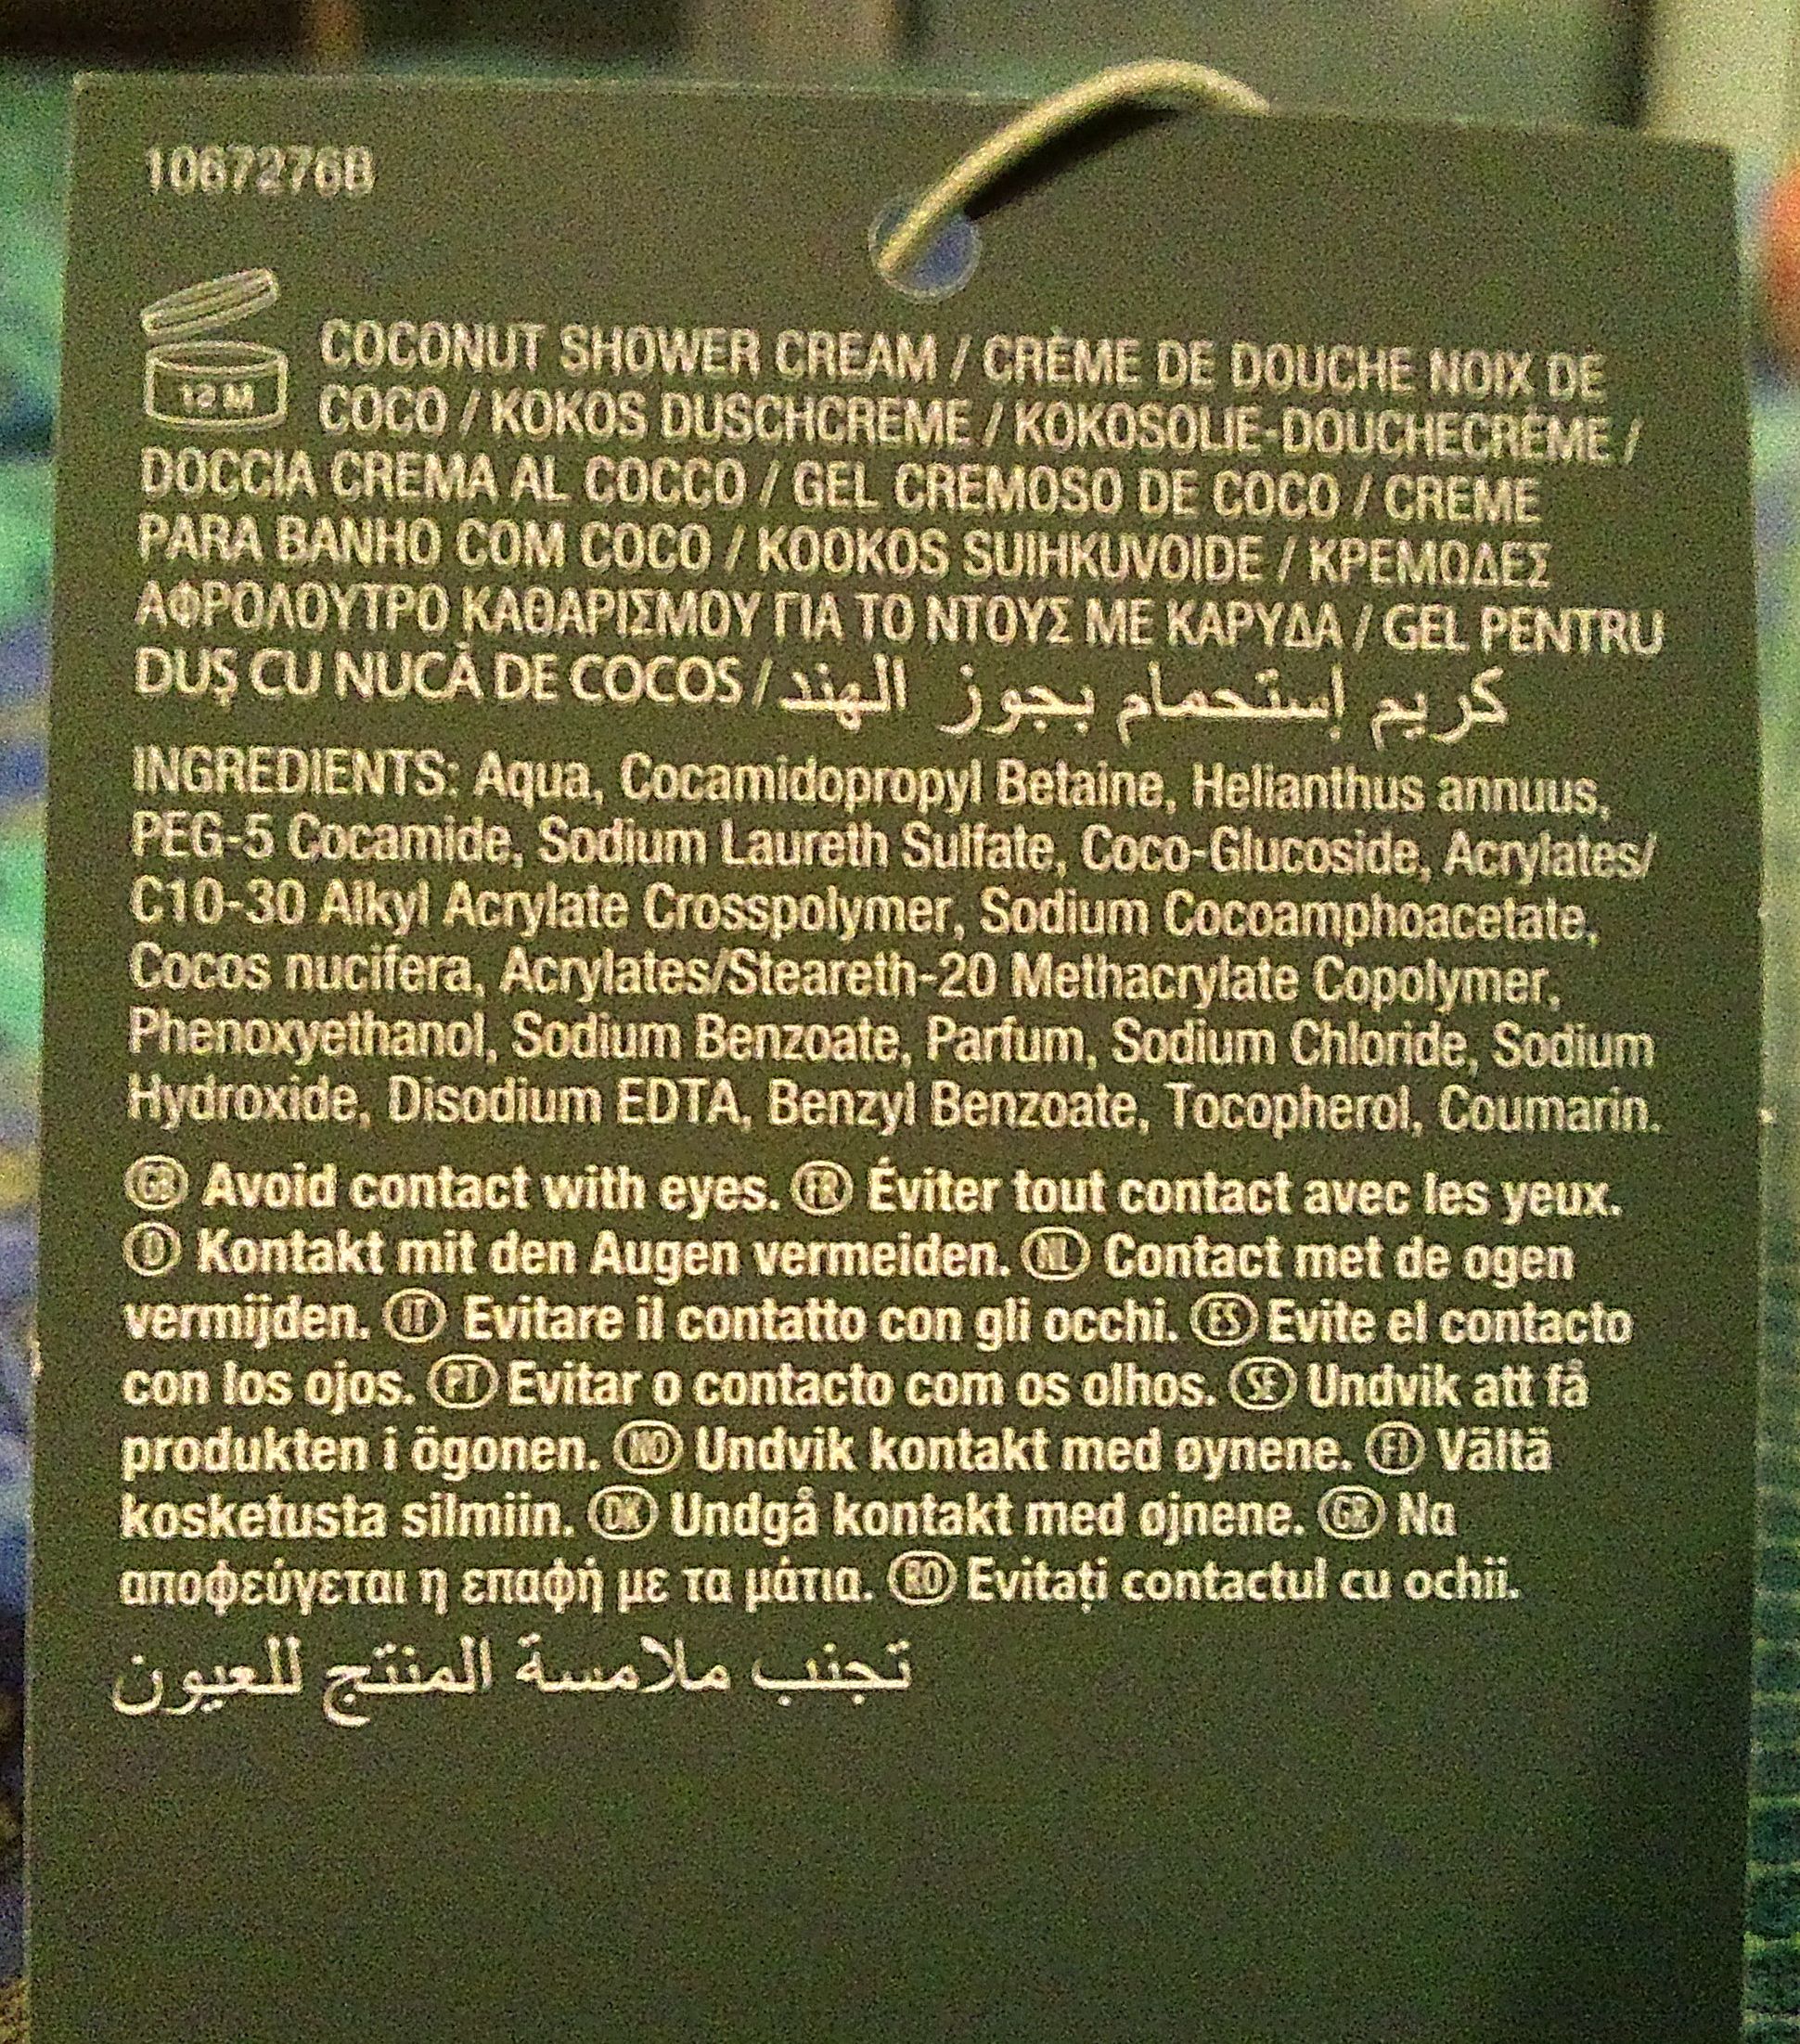 1067276B
12 M
COCONUT SHOWER CREAM / CRÈME DE DOUCHE NOIX DE
COCO / KOKOS DUSCHCREME / KOKOSOLIE-DOUCHECRÈME /
DOCCIA CREMA AL COCCO / GEL CREMOSO DE COCO / CREME
PARA BANHO COM COCO / KOOKOS SUIHKUVOIDE / ΚΡΕΜΩΔΕΣ
ΑΦΡΟΛΟΥΤΡΟ ΚΑΘΑΡΙΣΜΟΥ ΓΙΑ ΤΟ ΝΤΟΥΣ ΜΕ ΚΑΡΥΔΑ / GEL PENTRU
DUȘ CU NUCĂ DE COCOS / كريم إستحمام بجوز الهند
INGREDIENTS: Aqua, Cocamidopropyl Betaine, Helianthus annuus,
PEG-5 Cocamide, Sodium Laureth Sulfate, Coco-Glucoside, Acrylates/
C10-30 Alkyl Acrylate Crosspolymer, Sodium Cocoamphoacetate,
Cocos nucifera, Acrylates/Steareth-20 Methacrylate Copolymer,
Phenoxyethanol, Sodium Benzoate, Parfum, Sodium Chloride, Sodium
Hydroxide, Disodium EDTA, Benzyl Benzoate, Tocopherol, Coumarin.
GB Avoid contact with eyes. FR Éviter tout contact avec les yeux.
D Kontakt mit den Augen vermeiden. NL Contact met de ogen
vermijden. IT Evitare il contatto con gli occhi. ES Evite el contacto
con los ojos. PT Evitar o contacto com os olhos. SE Undvik att få
produkten i ögonen. NO Undvik kontakt med øynene. FI Vältä
kosketusta silmiin. DK Undgå kontakt med øjnene. GR Να
αποφεύγεται η επαφή με τα μάτια. RO Evitați contactul cu ochii.
تجنب ملامسة المنتج للعيون